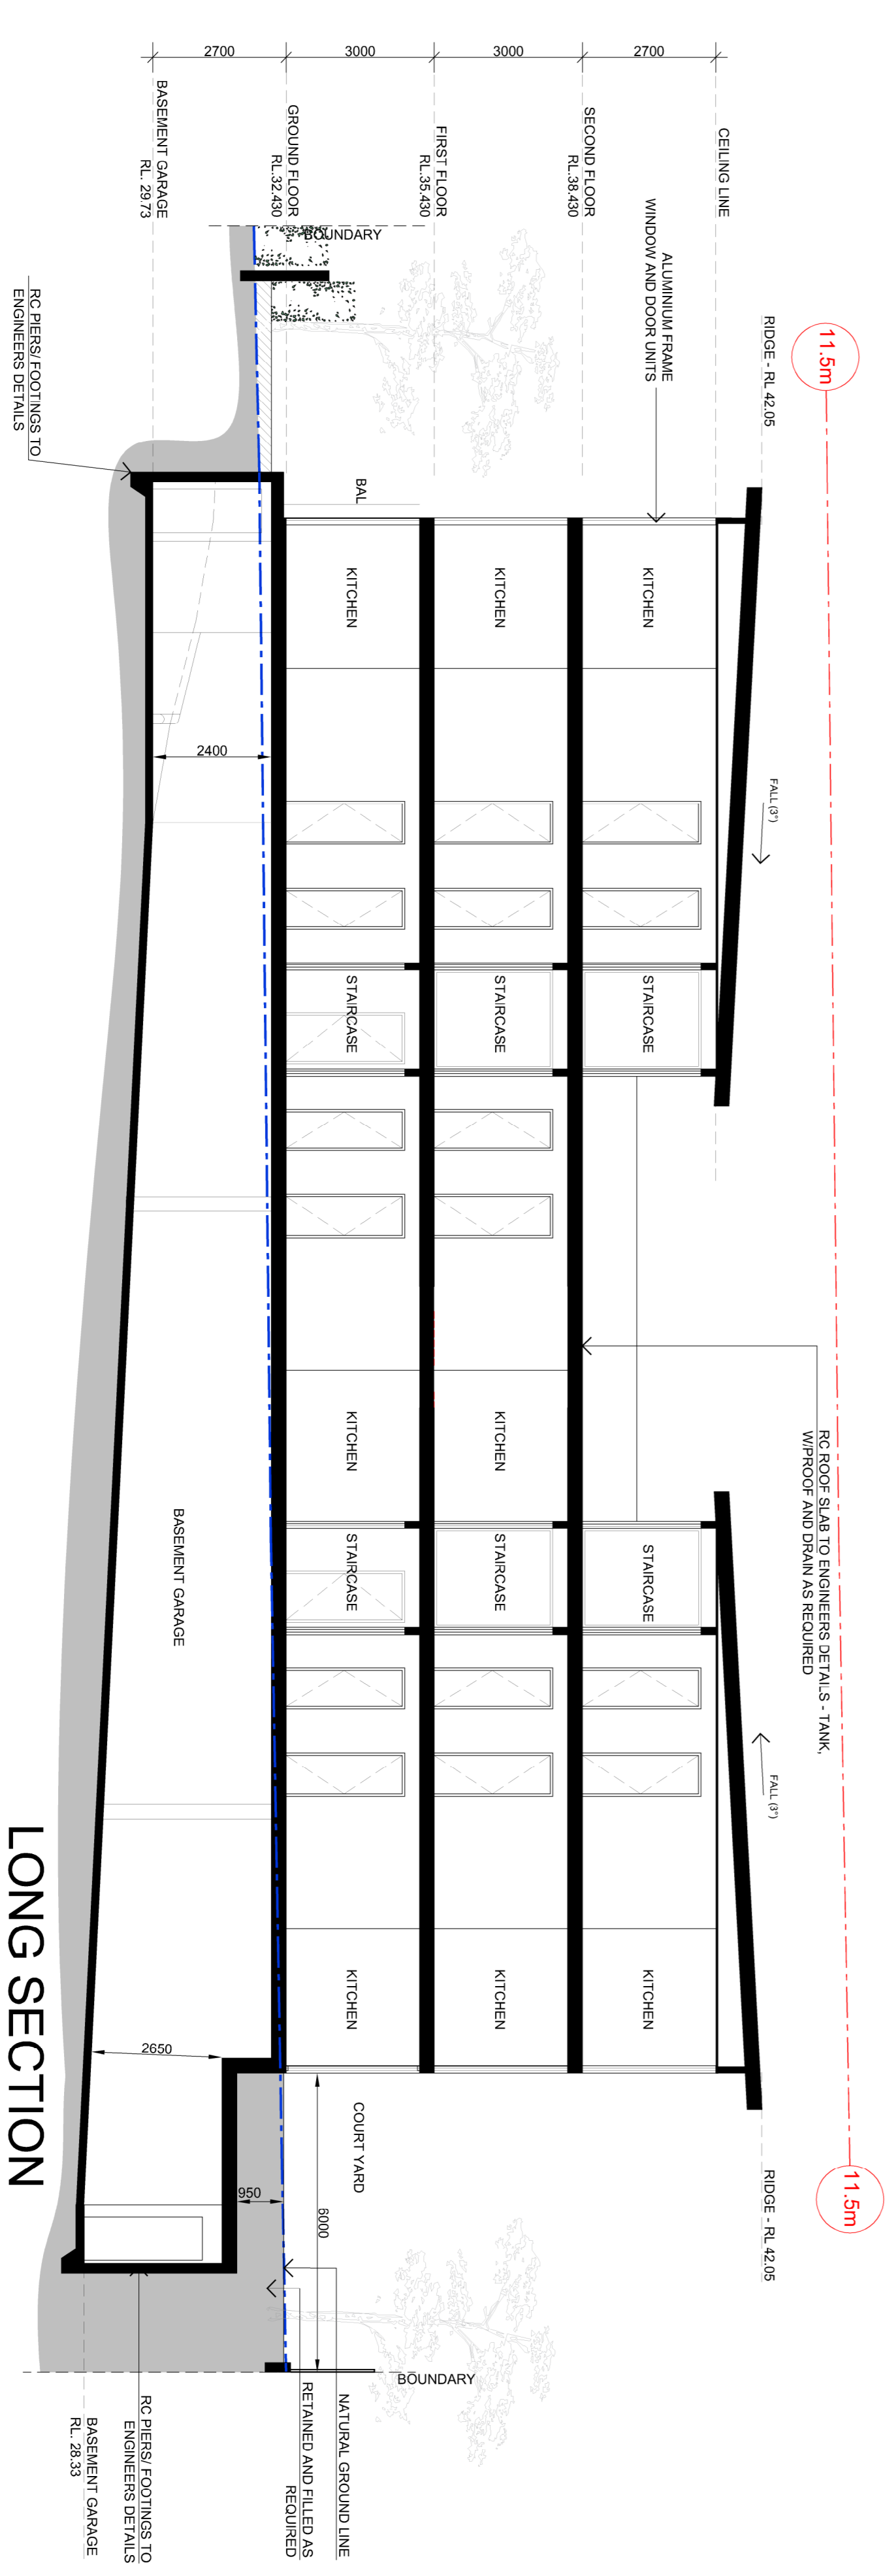 11.5m
11.5m
RIDGE - RL 42.05
RIDGE - RL 42.05
FALL (3°)
FALL (3°)
RC ROOF SLAB TO ENGINEERS DETAILS - TANK,
W/PROOF AND DRAIN AS REQUIRED
ALUMINIUM FRAME
WINDOW AND DOOR UNITS
CEILING LINE
2700
KITCHEN
STAIRCASE
STAIRCASE
KITCHEN
SECOND FLOOR
RL.38.430
3000
KITCHEN
STAIRCASE
KITCHEN
STAIRCASE
KITCHEN
FIRST FLOOR
RL.35.430
3000
BOUNDARY
BAL
KITCHEN
STAIRCASE
KITCHEN
STAIRCASE
KITCHEN
COURT YARD
6000
BOUNDARY
GROUND FLOOR
RL.32.430
2700
2400
950
NATURAL GROUND LINE
RETAINED AND FILLED AS
REQUIRED
BASEMENT GARAGE
RL. 29.73
BASEMENT GARAGE
2650
RC PIERS/ FOOTINGS TO
ENGINEERS DETAILS
RC PIERS/ FOOTINGS TO
ENGINEERS DETAILS
BASEMENT GARAGE
RL. 28.33
LONG SECTION